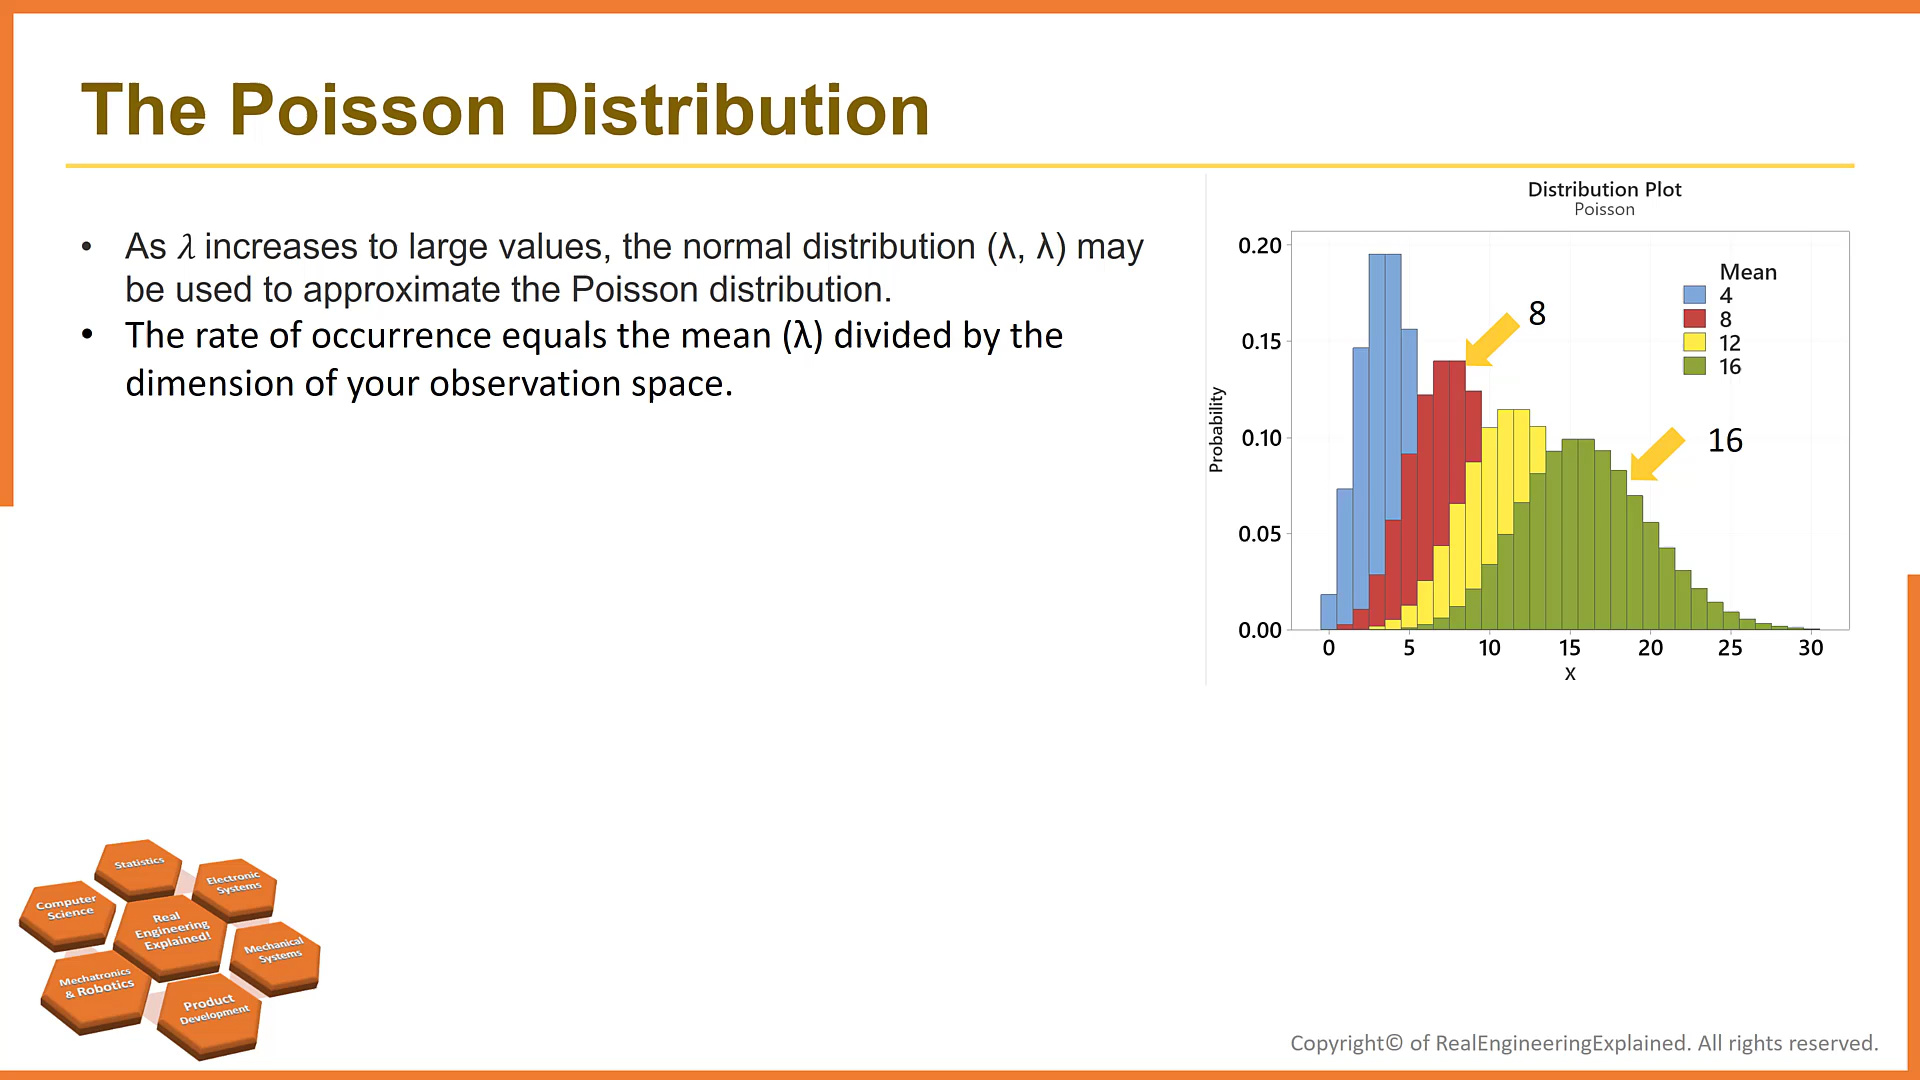 The Poisson Distribution
• As λ increases to large values, the normal distribution (λ, λ) may
be used to approximate the Poisson distribution.
• The rate of occurrence equals the mean (λ) divided by the
dimension of your observation space.
Distribution Plot
Poisson
0.20
0.15
0.10
0.05
0.00
Probability
Mean
4
8
12
16
8
16
0 5 10 15 20 25 30
X
Statistics
Electronic
Systems
Computer
Science
Real
Engineering
Explained!
Mechanical
Systems
Mechatronics
& Robotics
Product
Development
Copyright© of RealEngineeringExplained. All rights reserved.